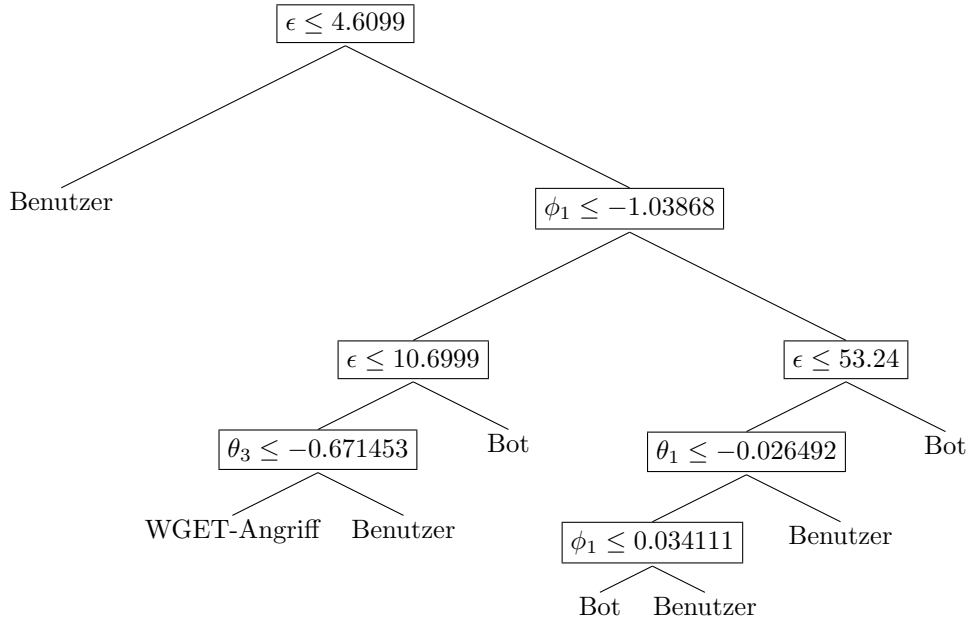 ϵ ≤ 4.6099
Benutzer
ϕ₁ ≤ −1.03868
ϵ ≤ 10.6999
ϵ ≤ 53.24
θ₃ ≤ −0.671453
Bot
θ₁ ≤ −0.026492
Bot
WGET-Angriff
Benutzer
ϕ₁ ≤ 0.034111
Benutzer
Bot
Benutzer